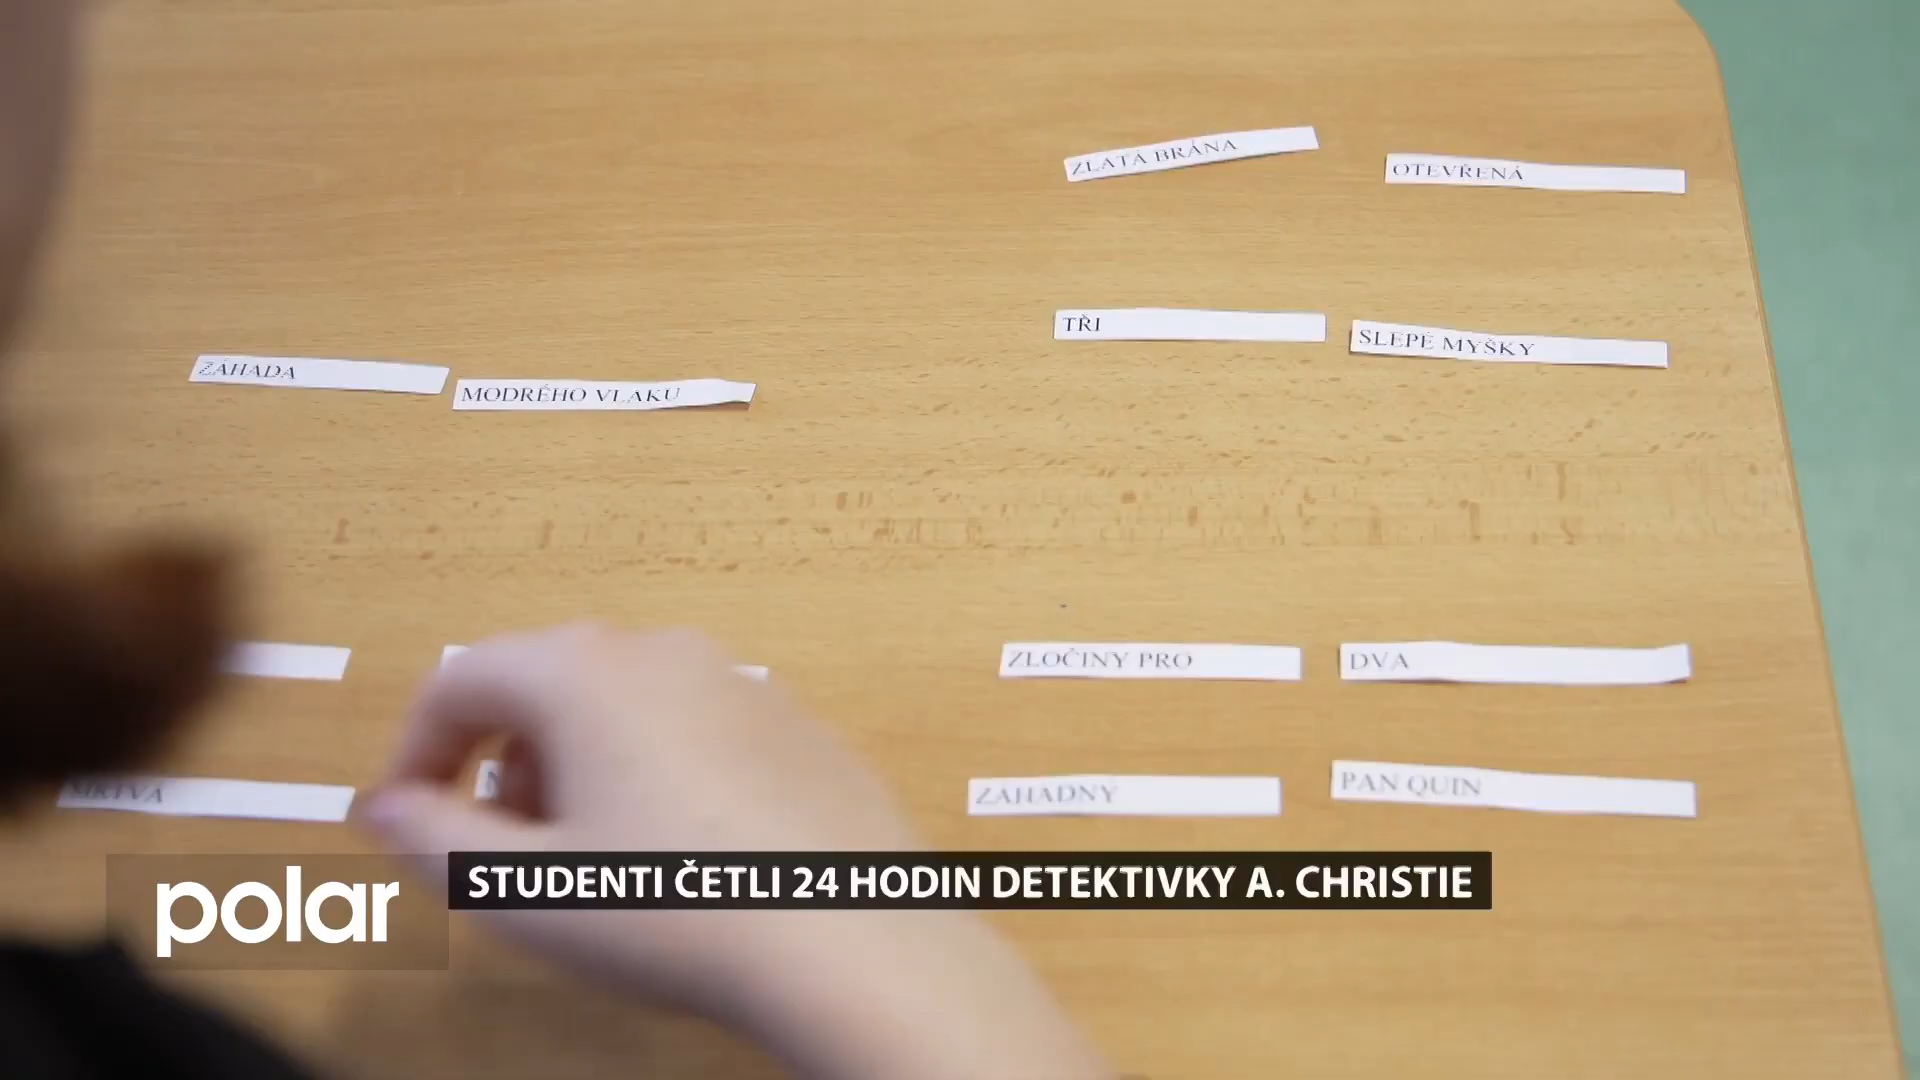 ZLATÁ BRÁNA
OTEVŘENÁ
TŘI
SLEPÉ MYŠKY
ZÁHADA
MODRÉHO VLAKU
ZLOČINY PRO
DVA
MRTVÁ
ZÁHADNÝ
PAN QUIN
polar
STUDENTI ČETLI 24 HODIN DETEKTIVKY A. CHRISTIE